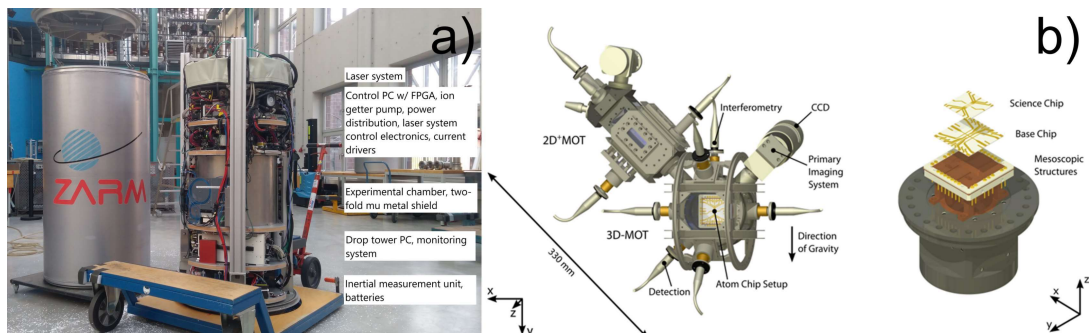 a)
ZARM
Laser system
Control PC w/ FPGA, ion
getter pump, power
distribution, laser system
control electronics, current
drivers
Experimental chamber, two-
fold mu metal shield
Drop tower PC, monitoring
system
Inertial measurement unit,
batteries
b)
2D⁺MOT
Interferometry
CCD
Primary
Imaging
System
3D-MOT
Direction
of Gravity
330 mm
Detection
Atom Chip Setup
x
z
y
Science Chip
Base Chip
Mesoscopic
Structures
z
x
y